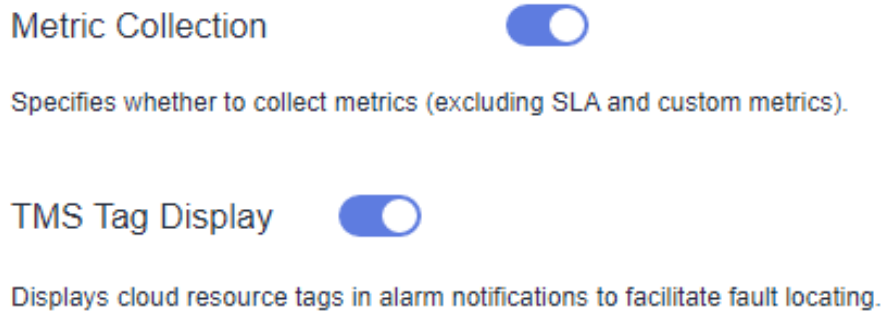 Metric Collection
Specifies whether to collect metrics (excluding SLA and custom metrics).
TMS Tag Display
Displays cloud resource tags in alarm notifications to facilitate fault locating.